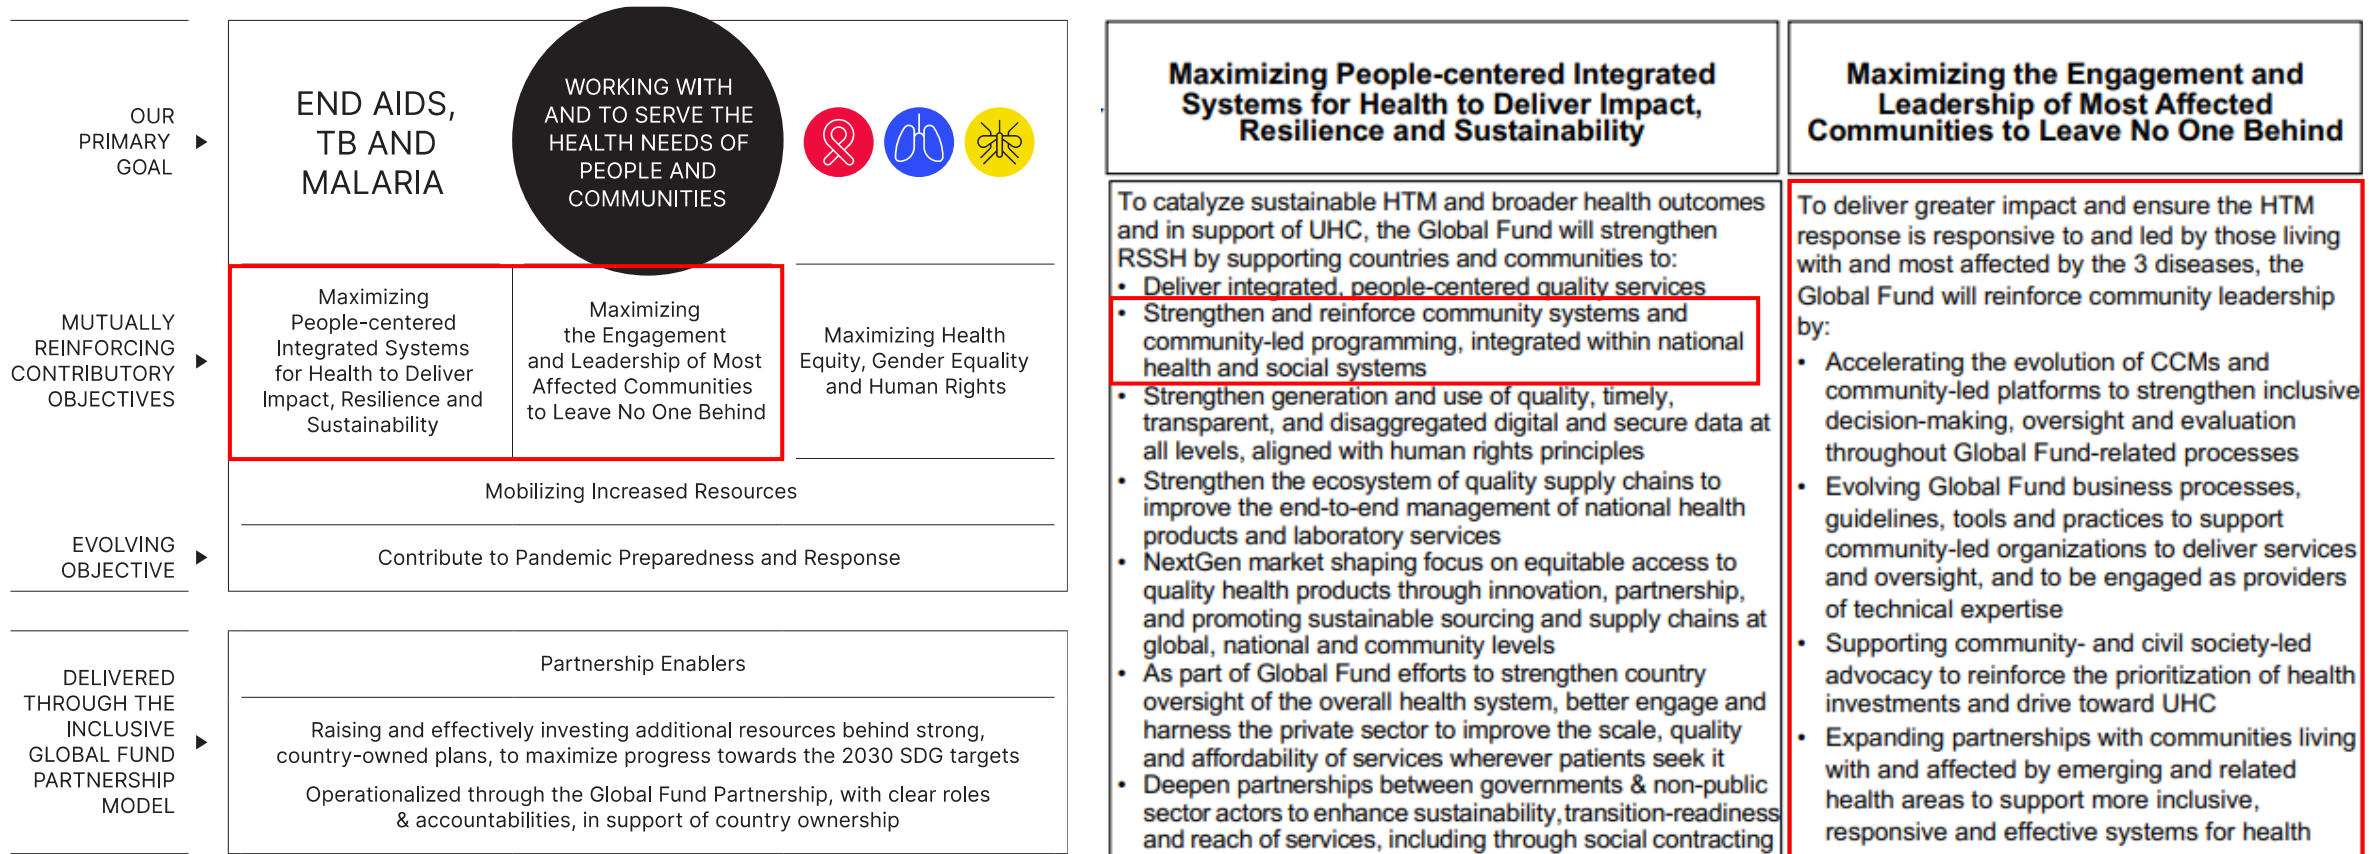 OUR
PRIMARY
GOAL
END AIDS,
TB AND
MALARIA
WORKING WITH
AND TO SERVE THE
HEALTH NEEDS OF
PEOPLE AND
COMMUNITIES
MUTUALLY
REINFORCING
CONTRIBUTORY
OBJECTIVES
Maximizing
People-centered
Integrated Systems
for Health to Deliver
Impact, Resilience and
Sustainability
Maximizing
the Engagement
and Leadership of Most
Affected Communities
to Leave No One Behind
Maximizing Health
Equity, Gender Equality
and Human Rights
Mobilizing Increased Resources
EVOLVING
OBJECTIVE
Contribute to Pandemic Preparedness and Response
DELIVERED
THROUGH THE
INCLUSIVE
GLOBAL FUND
PARTNERSHIP
MODEL
Partnership Enablers
Raising and effectively investing additional resources behind strong,
country-owned plans, to maximize progress towards the 2030 SDG targets
Operationalized through the Global Fund Partnership, with clear roles
& accountabilities, in support of country ownership
Maximizing People-centered Integrated
Systems for Health to Deliver Impact,
Resilience and Sustainability
To catalyze sustainable HTM and broader health outcomes
and in support of UHC, the Global Fund will strengthen
RSSH by supporting countries and communities to:
• Deliver integrated, people-centered quality services
• Strengthen and reinforce community systems and
community-led programming, integrated within national
health and social systems
• Strengthen generation and use of quality, timely,
transparent, and disaggregated digital and secure data at
all levels, aligned with human rights principles
• Strengthen the ecosystem of quality supply chains to
improve the end-to-end management of national health
products and laboratory services
• NextGen market shaping focus on equitable access to
quality health products through innovation, partnership,
and promoting sustainable sourcing and supply chains at
global, national and community levels
• As part of Global Fund efforts to strengthen country
oversight of the overall health system, better engage and
harness the private sector to improve the scale, quality
and affordability of services wherever patients seek it
• Deepen partnerships between governments & non-public
sector actors to enhance sustainability, transition-readiness
and reach of services, including through social contracting
Maximizing the Engagement and
Leadership of Most Affected
Communities to Leave No One Behind
To deliver greater impact and ensure the HTM
response is responsive to and led by those living
with and most affected by the 3 diseases, the
Global Fund will reinforce community leadership
by:
• Accelerating the evolution of CCMs and
community-led platforms to strengthen inclusive
decision-making, oversight and evaluation
throughout Global Fund-related processes
• Evolving Global Fund business processes,
guidelines, tools and practices to support
community-led organizations to deliver services
and oversight, and to be engaged as providers
of technical expertise
• Supporting community- and civil society-led
advocacy to reinforce the prioritization of health
investments and drive toward UHC
• Expanding partnerships with communities living
with and affected by emerging and related
health areas to support more inclusive,
responsive and effective systems for health